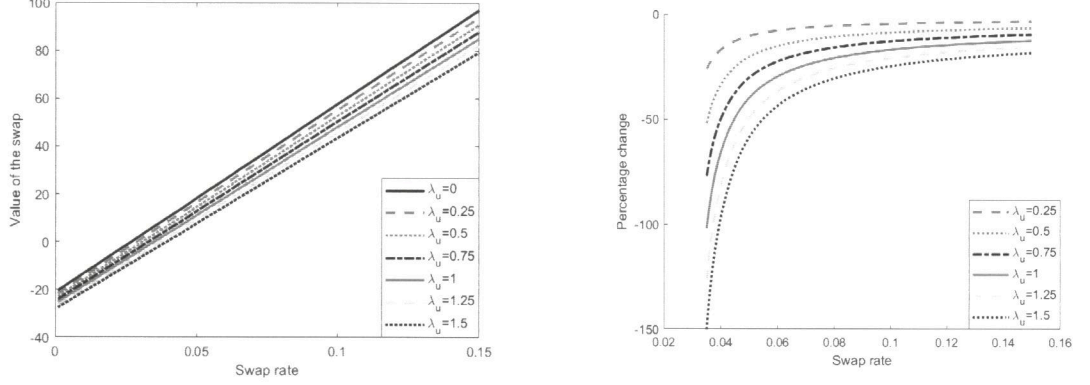 100
80
60
40
20
0
-20
-40
0
0.05
0.1
0.15
Value of the swap
Swap rate
λu=0
λu=0.25
λu=0.5
λu=0.75
λu=1
λu=1.25
λu=1.5
0
-50
-100
-150
0.02
0.04
0.06
0.08
0.1
0.12
0.14
0.16
Percentage change
Swap rate
λu=0.25
λu=0.5
λu=0.75
λu=1
λu=1.25
λu=1.5